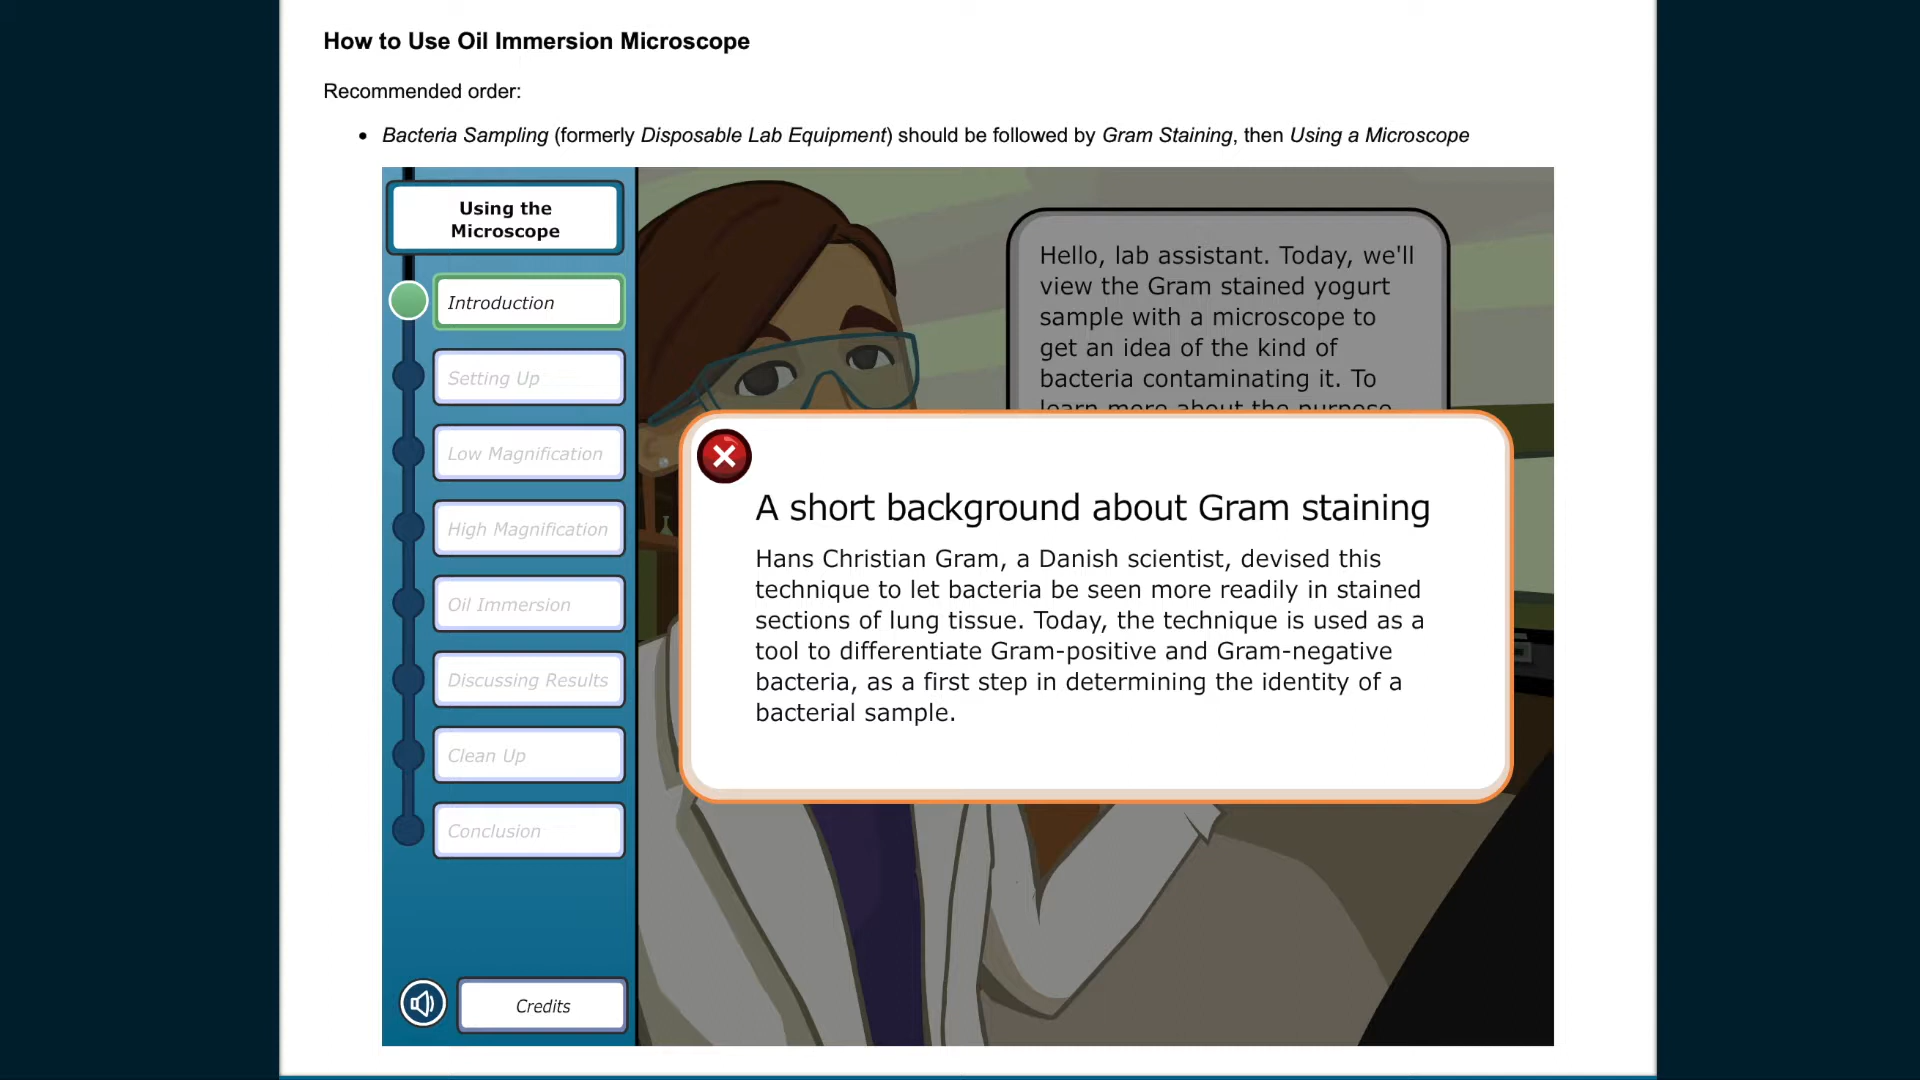 How to Use Oil Immersion Microscope
Recommended order:
• Bacteria Sampling (formerly Disposable Lab Equipment) should be followed by Gram Staining, then Using a Microscope
Using the
Microscope
Introduction
Setting Up
Low Magnification
High Magnification
Oil Immersion
Discussing Results
Clean Up
Conclusion
Credits
Hello, lab assistant. Today, we'll
view the Gram stained yogurt
sample with a microscope to
get an idea of the kind of
bacteria contaminating it. To
learn more about the purpose
A short background about Gram staining
Hans Christian Gram, a Danish scientist, devised this
technique to let bacteria be seen more readily in stained
sections of lung tissue. Today, the technique is used as a
tool to differentiate Gram-positive and Gram-negative
bacteria, as a first step in determining the identity of a
bacterial sample.